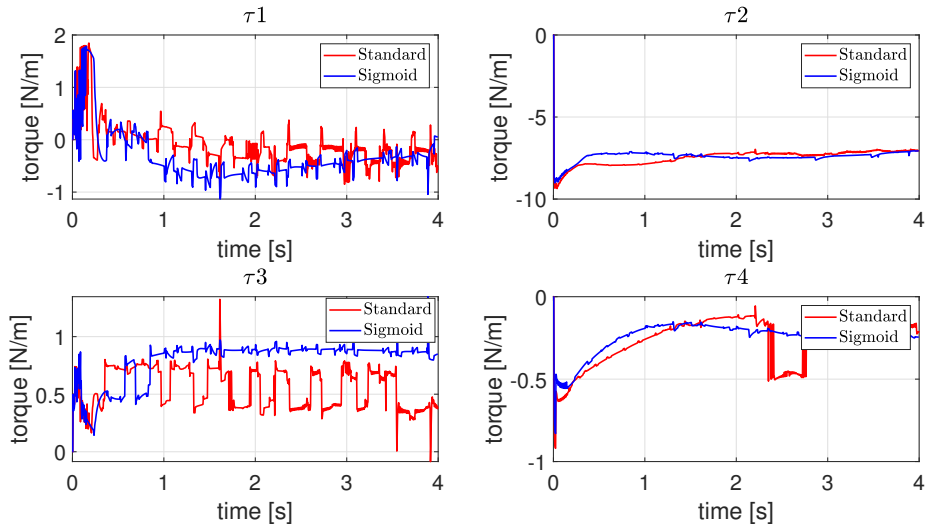 τ1
torque [N/m]
2
1
0
-1
0
1
2
3
4
time [s]
Standard
Sigmoid
τ2
torque [N/m]
0
-5
-10
0
1
2
3
4
time [s]
Standard
Sigmoid
τ3
torque [N/m]
1
0.5
0
0
1
2
3
4
time [s]
Standard
Sigmoid
τ4
torque [N/m]
0
-0.5
-1
0
1
2
3
4
time [s]
Standard
Sigmoid